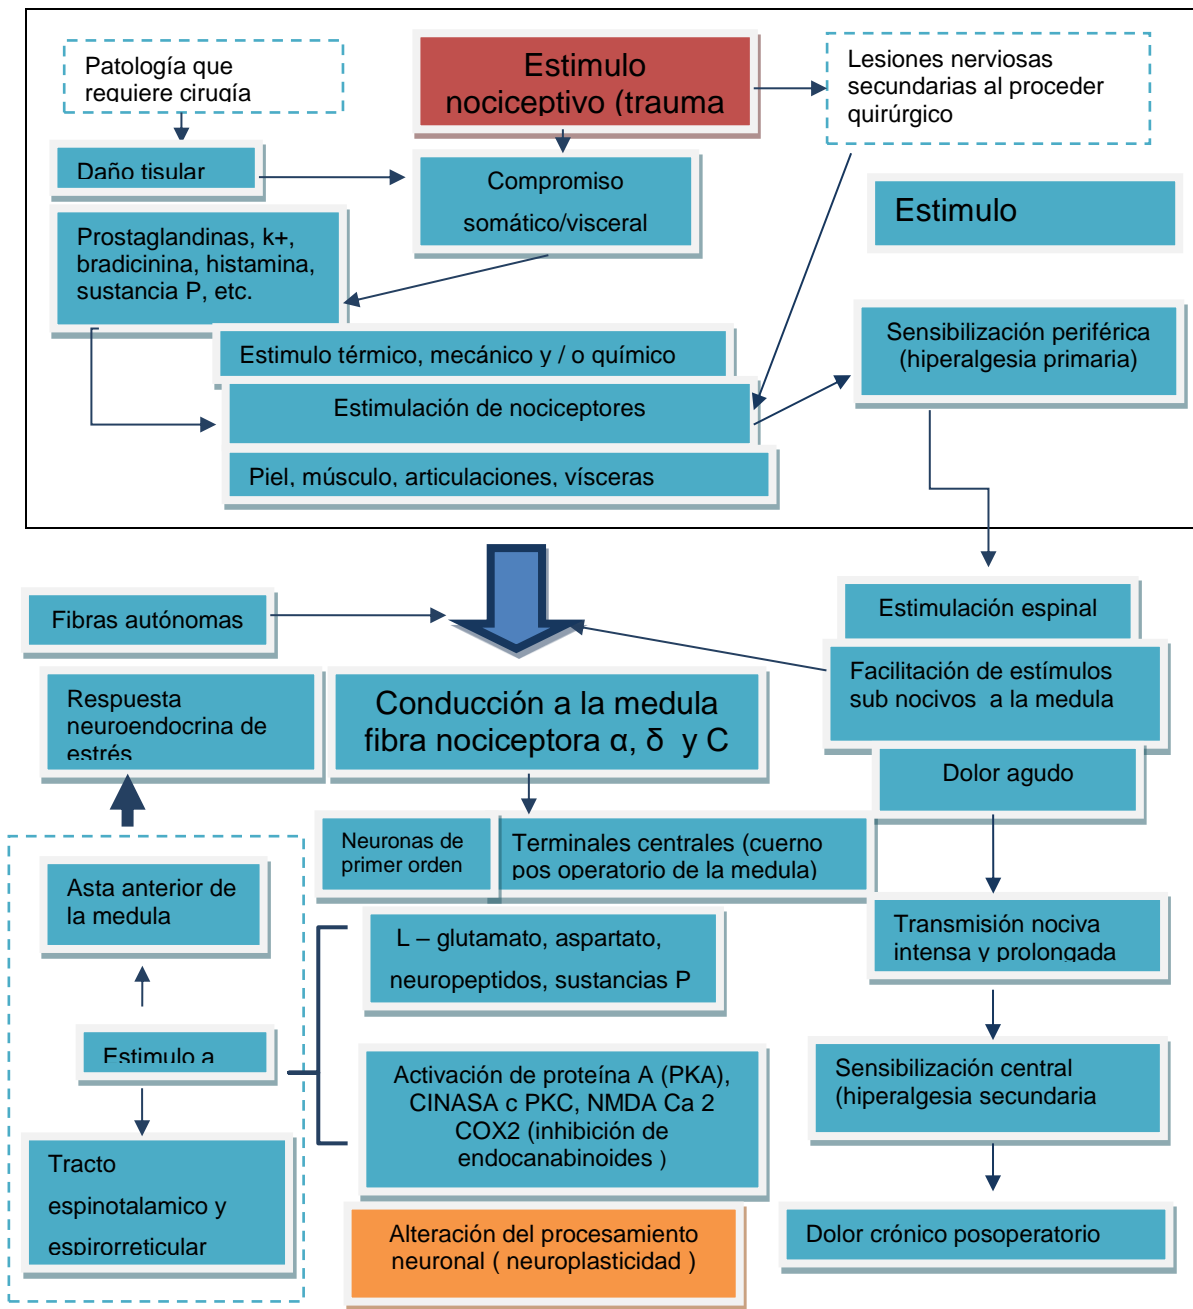 Patología que
requiere cirugía
Estimulo
nociceptivo (trauma
Lesiones nerviosas
secundarias al proceder
quirúrgico
Daño tisular
Compromiso
somático/visceral
Estimulo
Prostaglandinas, k+,
bradicinina, histamina,
sustancia P, etc.
Estimulo térmico, mecánico y / o químico
Sensibilización periférica
(hiperalgesia primaria)
Estimulación de nociceptores
Piel, músculo, articulaciones, vísceras
Fibras autónomas
Estimulación espinal
Respuesta
neuroendocrina de
estrés
Conducción a la medula
fibra nociceptora α, δ  y C
Facilitación de estímulos
sub nocivos  a la medula
Dolor agudo
Neuronas de
primer orden
Terminales centrales (cuerno
pos operatorio de la medula)
Asta anterior de
la medula
L – glutamato, aspartato,
neuropeptidos, sustancias P
Transmisión nociva
intensa y prolongada
Estimulo a
Activación de proteína A (PKA),
CINASA c PKC, NMDA Ca 2
COX2 (inhibición de
endocanabinoides )
Sensibilización central
(hiperalgesia secundaria
Tracto
espinotalamico y
espirorreticular
Alteración del procesamiento
neuronal ( neuroplasticidad )
Dolor crónico posoperatorio